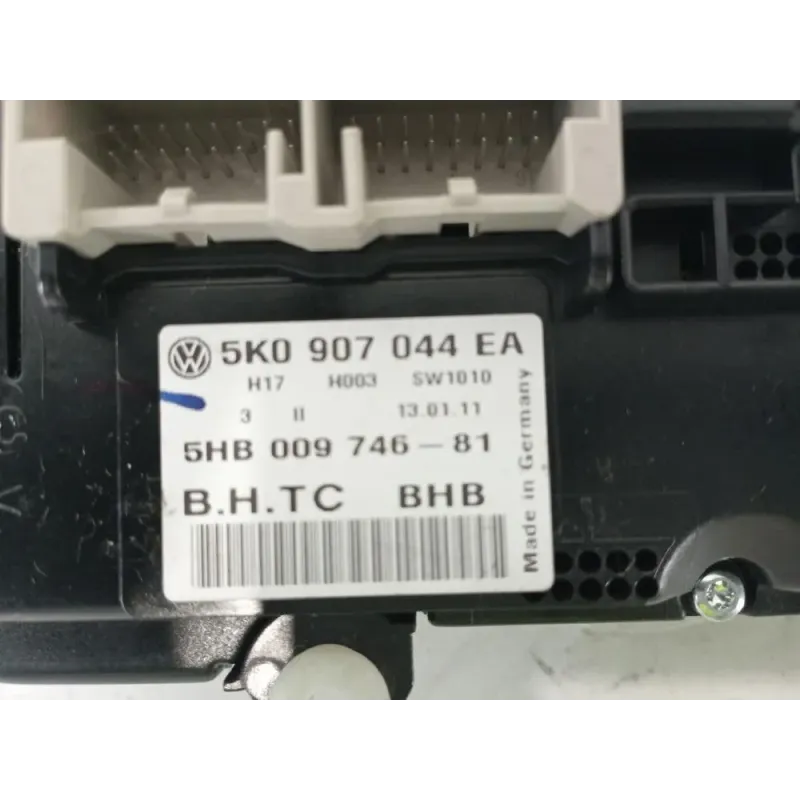 VW 5K0 907 044 EA
H17 H003 SW1010
3 II 13.01.11
5HB 009 746-81
B.H.TC BHB
Made in Germany